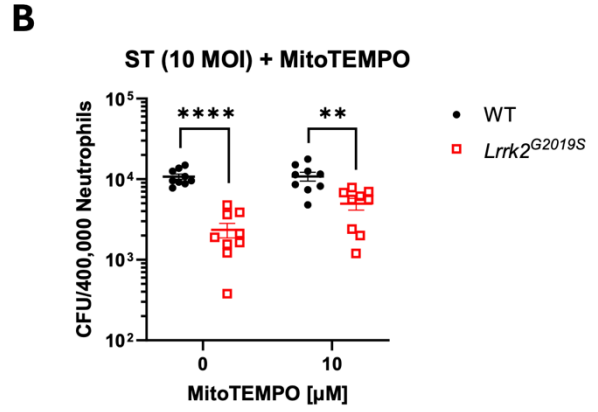 B
ST (10 MOI) + MitoTEMPO
CFU/400,000 Neutrophils
10⁵
10⁴
10³
10²
****
**
WT
Lrrk2ᴳ²⁰¹⁹ˢ
0
10
MitoTEMPO [µM]